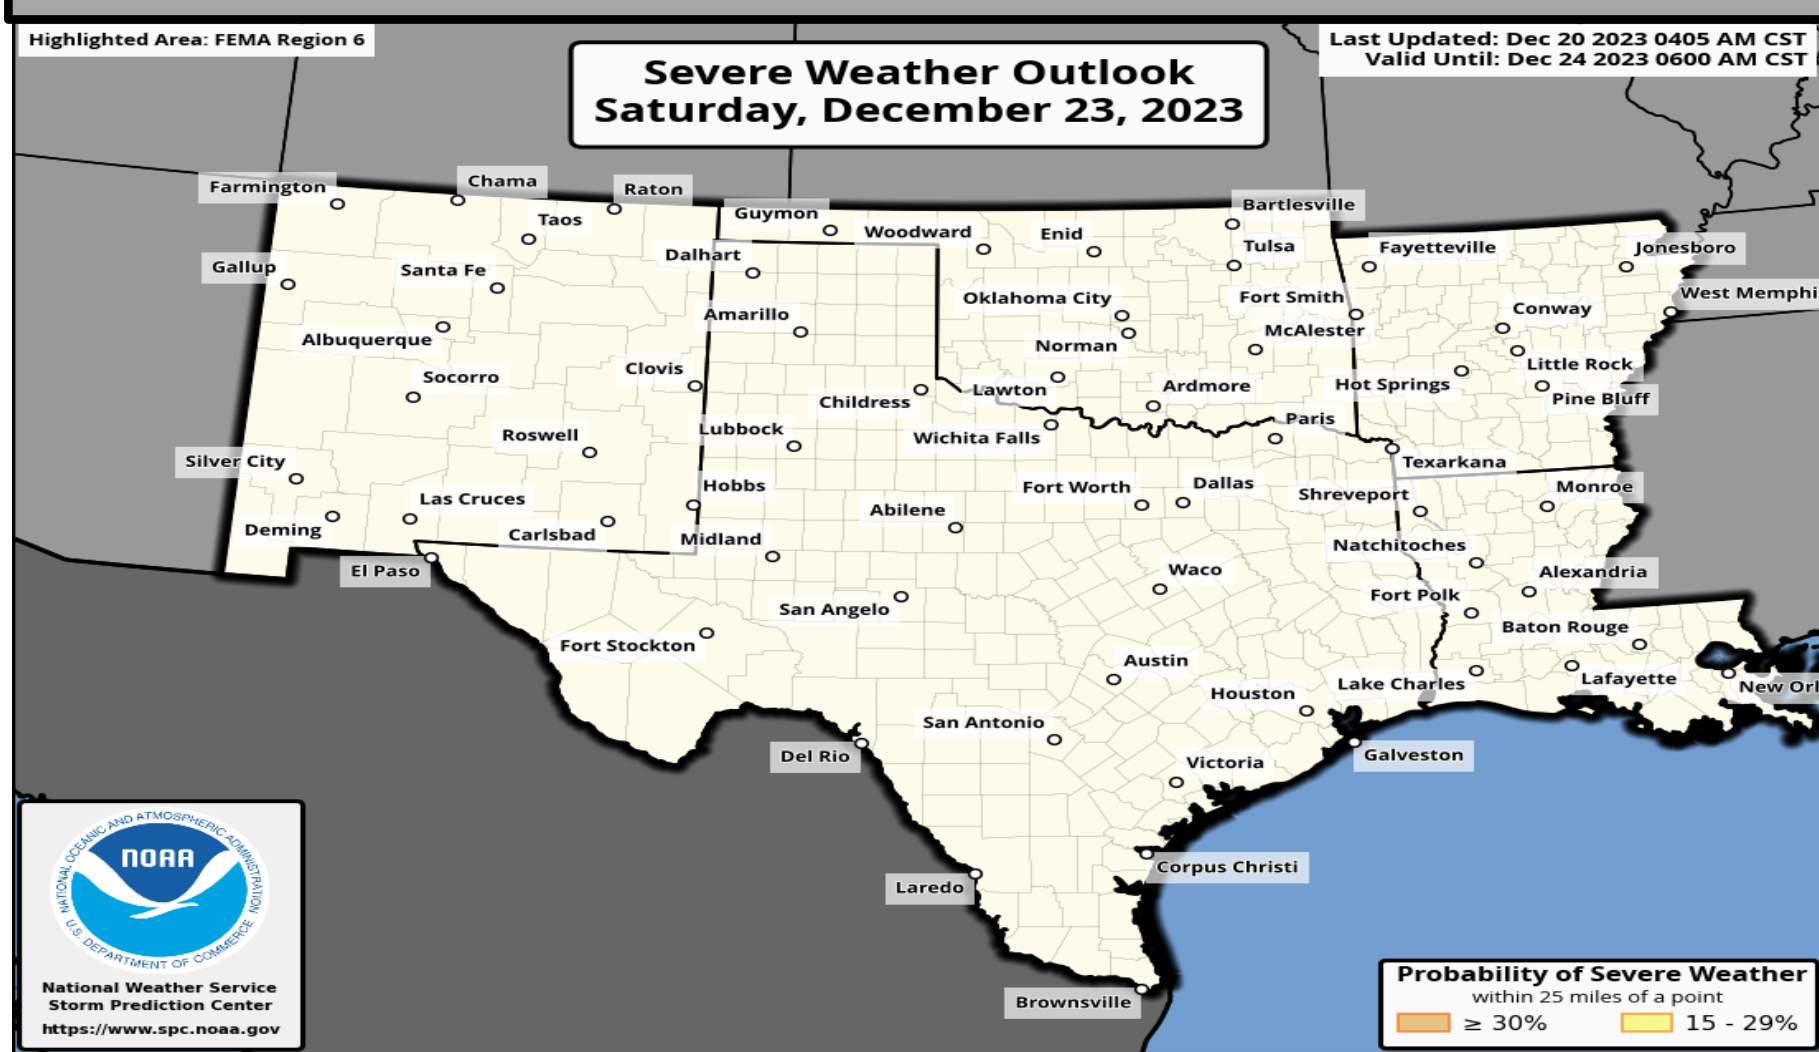 Highlighted Area: FEMA Region 6
Last Updated: Dec 20 2023 0405 AM CST
Valid Until: Dec 24 2023 0600 AM CST
Severe Weather Outlook
Saturday, December 23, 2023
Farmington
Chama
Raton
Taos
Guymon
Woodward
Enid
Bartlesville
Tulsa
Fayetteville
Jonesboro
Gallup
Santa Fe
Dalhart
Oklahoma City
Fort Smith
West Memphi
Albuquerque
Amarillo
Norman
McAlester
Conway
Little Rock
Socorro
Clovis
Childress
Lawton
Ardmore
Hot Springs
Pine Bluff
Roswell
Lubbock
Wichita Falls
Paris
Silver City
Texarkana
Las Cruces
Hobbs
Fort Worth
Dallas
Shreveport
Monroe
Deming
Carlsbad
Midland
Abilene
Natchitoches
El Paso
Waco
Alexandria
San Angelo
Fort Polk
Fort Stockton
Baton Rouge
Austin
Houston
Lake Charles
Lafayette
New Orl
San Antonio
Del Rio
Victoria
Galveston
Laredo
Corpus Christi
Brownsville
NATIONAL OCEANIC AND ATMOSPHERIC ADMINISTRATION
NOAA
U.S. DEPARTMENT OF COMMERCE
National Weather Service
Storm Prediction Center
https://www.spc.noaa.gov
Probability of Severe Weather
within 25 miles of a point
≥ 30%
15 - 29%